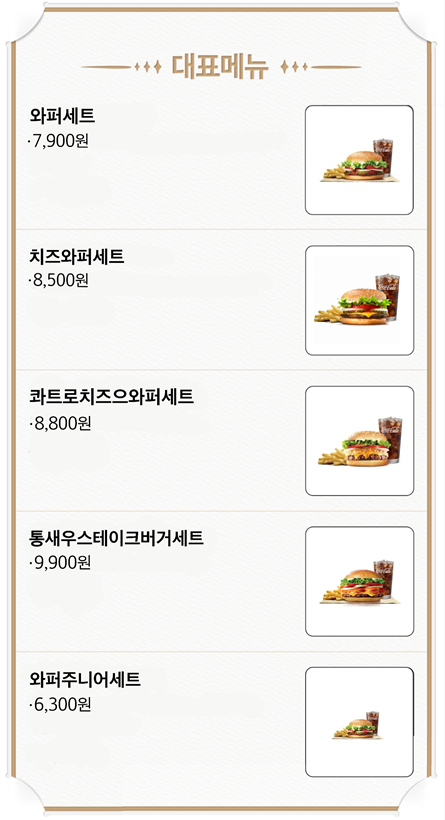 대표메뉴
와퍼세트
·7,900원
치즈와퍼세트
·8,500원
콰트로치즈으와퍼세트
·8,800원
통새우스테이크버거세트
·9,900원
와퍼주니어세트
·6,300원